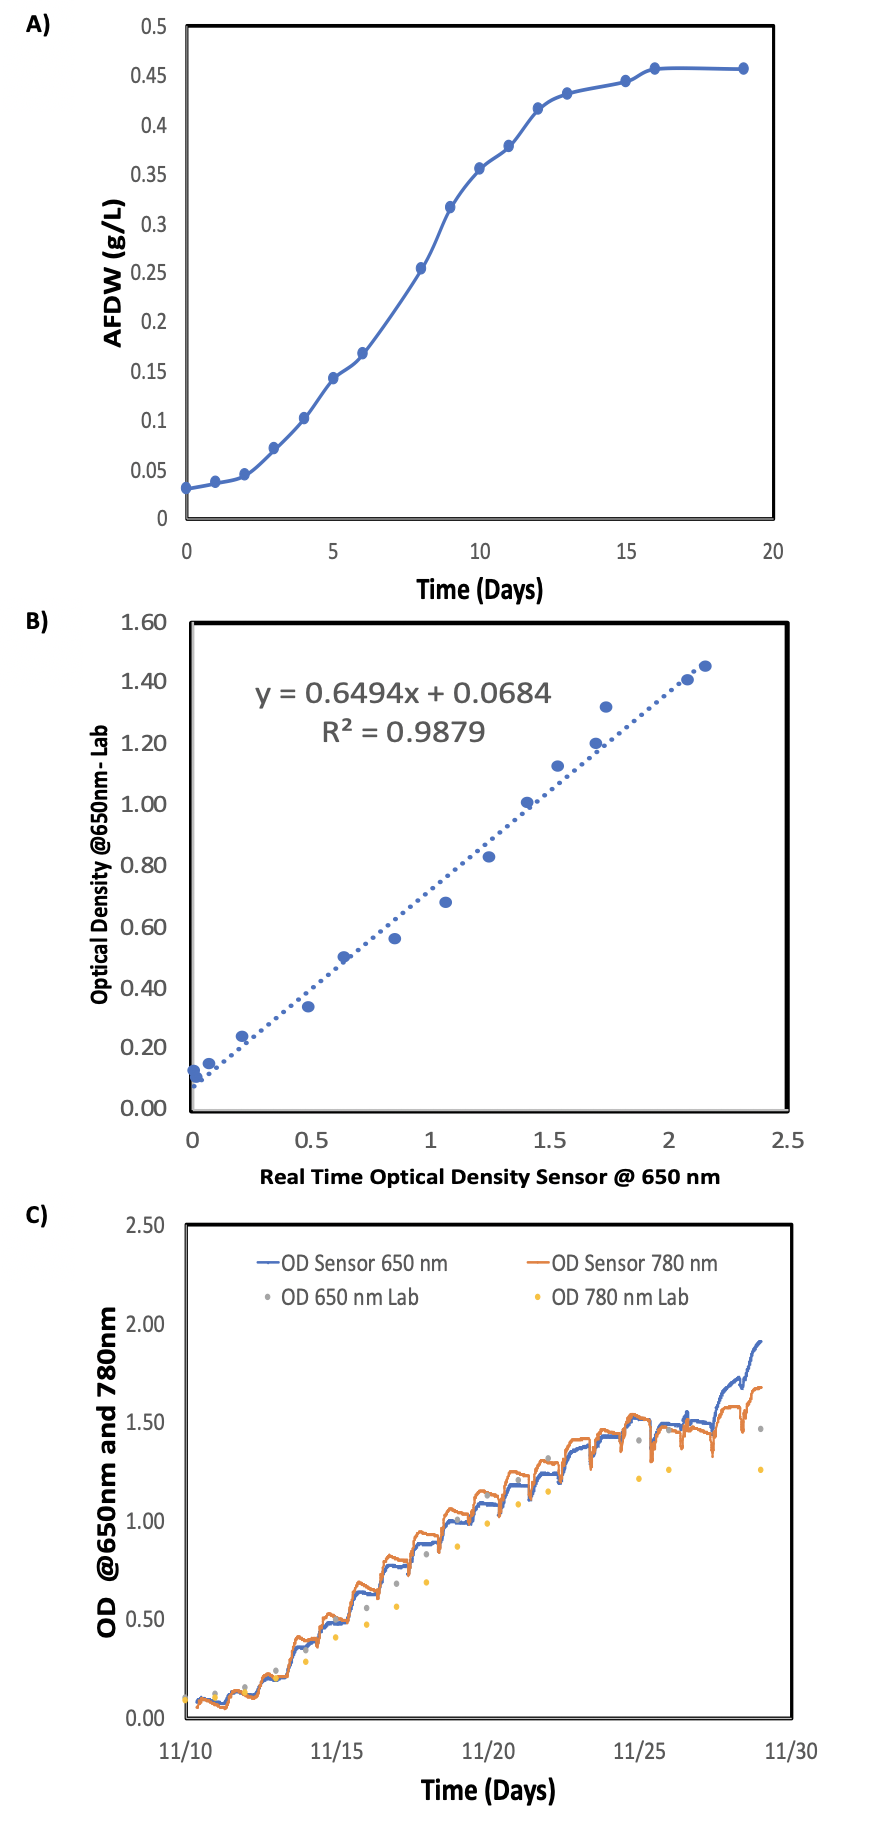 A)
0.5
0.45
0.4
0.35
0.3
0.25
0.2
0.15
0.1
0.05
0
AFDW (g/L)
0 5 10 15 20
Time (Days)
B)
1.60
1.40
1.20
1.00
0.80
0.60
0.40
0.20
0.00
y = 0.6494x + 0.0684
R² = 0.9879
Optical Density @650nm- Lab
0 0.5 1 1.5 2 2.5
Real Time Optical Density Sensor @ 650 nm
C)
2.50
2.00
1.50
1.00
0.50
0.00
OD Sensor 650 nm OD Sensor 780 nm
OD 650 nm Lab OD 780 nm Lab
OD @650nm and 780nm
11/10 11/15 11/20 11/25 11/30
Time (Days)